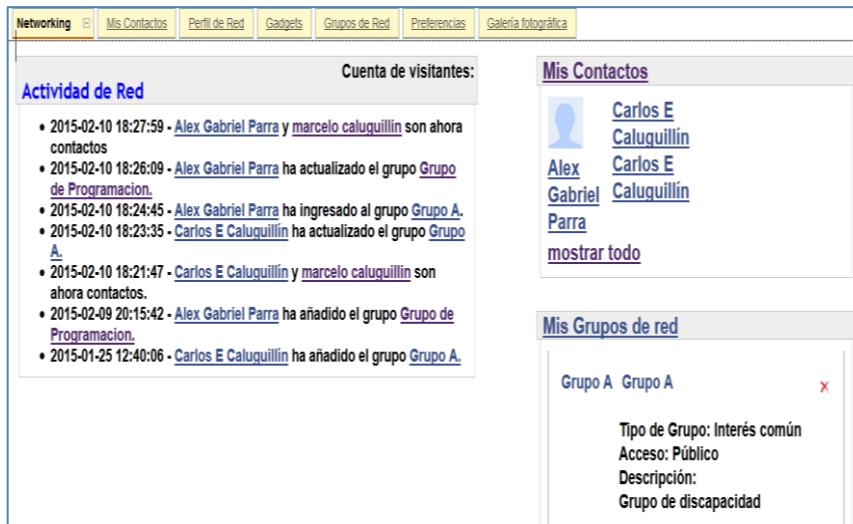 Networking Mis Contactos Perfil de Red Gadgets Grupos de Red Preferencias Galería fotográfica
Cuenta de visitantes:
Actividad de Red
• 2015-02-10 18:27:59 - Alex Gabriel Parra y marcelo caluguillin son ahora
contactos
• 2015-02-10 18:26:09 - Alex Gabriel Parra ha actualizado el grupo Grupo
de Programacion.
• 2015-02-10 18:24:45 - Alex Gabriel Parra ha ingresado al grupo Grupo A.
• 2015-02-10 18:23:35 - Carlos E Caluguillín ha actualizado el grupo Grupo
A.
• 2015-02-10 18:21:47 - Carlos E Caluguillín y marcelo caluguillin son
ahora contactos.
• 2015-02-09 20:15:42 - Alex Gabriel Parra ha añadido el grupo Grupo de
Programacion.
• 2015-01-25 12:40:06 - Carlos E Caluguillín ha añadido el grupo Grupo A.
Mis Contactos
Alex
Gabriel
Parra
Carlos E
Caluguillín
Carlos E
Caluguillín
mostrar todo
Mis Grupos de red
Grupo A Grupo A
Tipo de Grupo: Interés común
Acceso: Público
Descripción:
Grupo de discapacidad